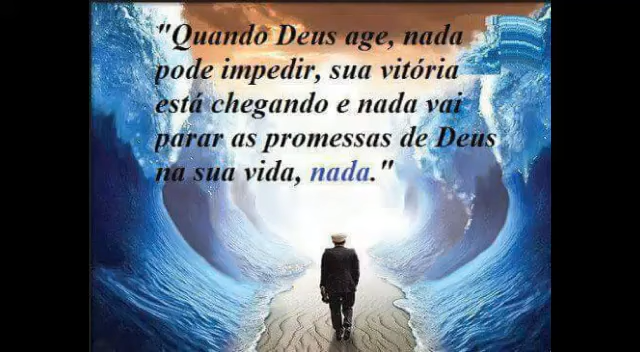 "Quando Deus age, nada
pode impedir, sua vitória
está chegando e nada vai
parar as promessas de Deus
na sua vida, nada."